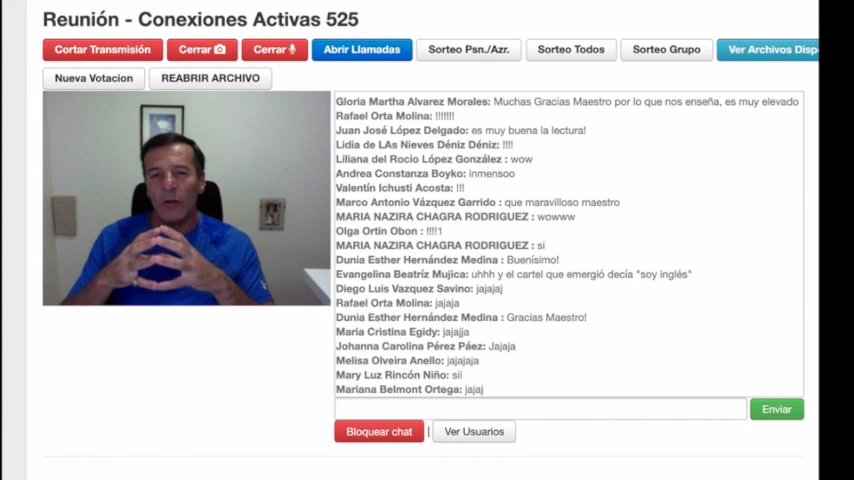 Reunión - Conexiones Activas 525
Cortar Transmisión Cerrar Cerrar Abrir Llamadas Sorteo Psn./Azr. Sorteo Todos Sorteo Grupo Ver Archivos Disp
Nueva Votacion REABRIR ARCHIVO
Gloria Martha Alvarez Morales: Muchas Gracias Maestro por lo que nos enseña, es muy elevado
Rafael Orta Molina: !!!!!!!
Juan José López Delgado: es muy buena la lectura!
Lidia de LAs Nieves Déniz Déniz: !!!!
Liliana del Rocio López González : wow
Andrea Constanza Boyko: inmensoo
Valentín Ichusti Acosta: !!!
Marco Antonio Vázquez Garrido : que maravilloso maestro
MARIA NAZIRA CHAGRA RODRIGUEZ : wowww
Olga Ortin Obon : !!!!1
MARIA NAZIRA CHAGRA RODRIGUEZ : si
Dunia Esther Hernández Medina : Buenísimo!
Evangelina Beatríz Mujica: uhhh y el cartel que emergió decía "soy inglés"
Diego Luis Vazquez Savino: jajajaj
Rafael Orta Molina: jajaja
Dunia Esther Hernández Medina : Gracias Maestro!
Maria Cristina Egidy: jajajja
Johanna Carolina Pérez Páez: Jajaja
Melisa Olveira Anello: jajajaja
Mary Luz Rincón Niño: sii
Mariana Belmont Ortega: jajaj
Enviar
Bloquear chat | Ver Usuarios